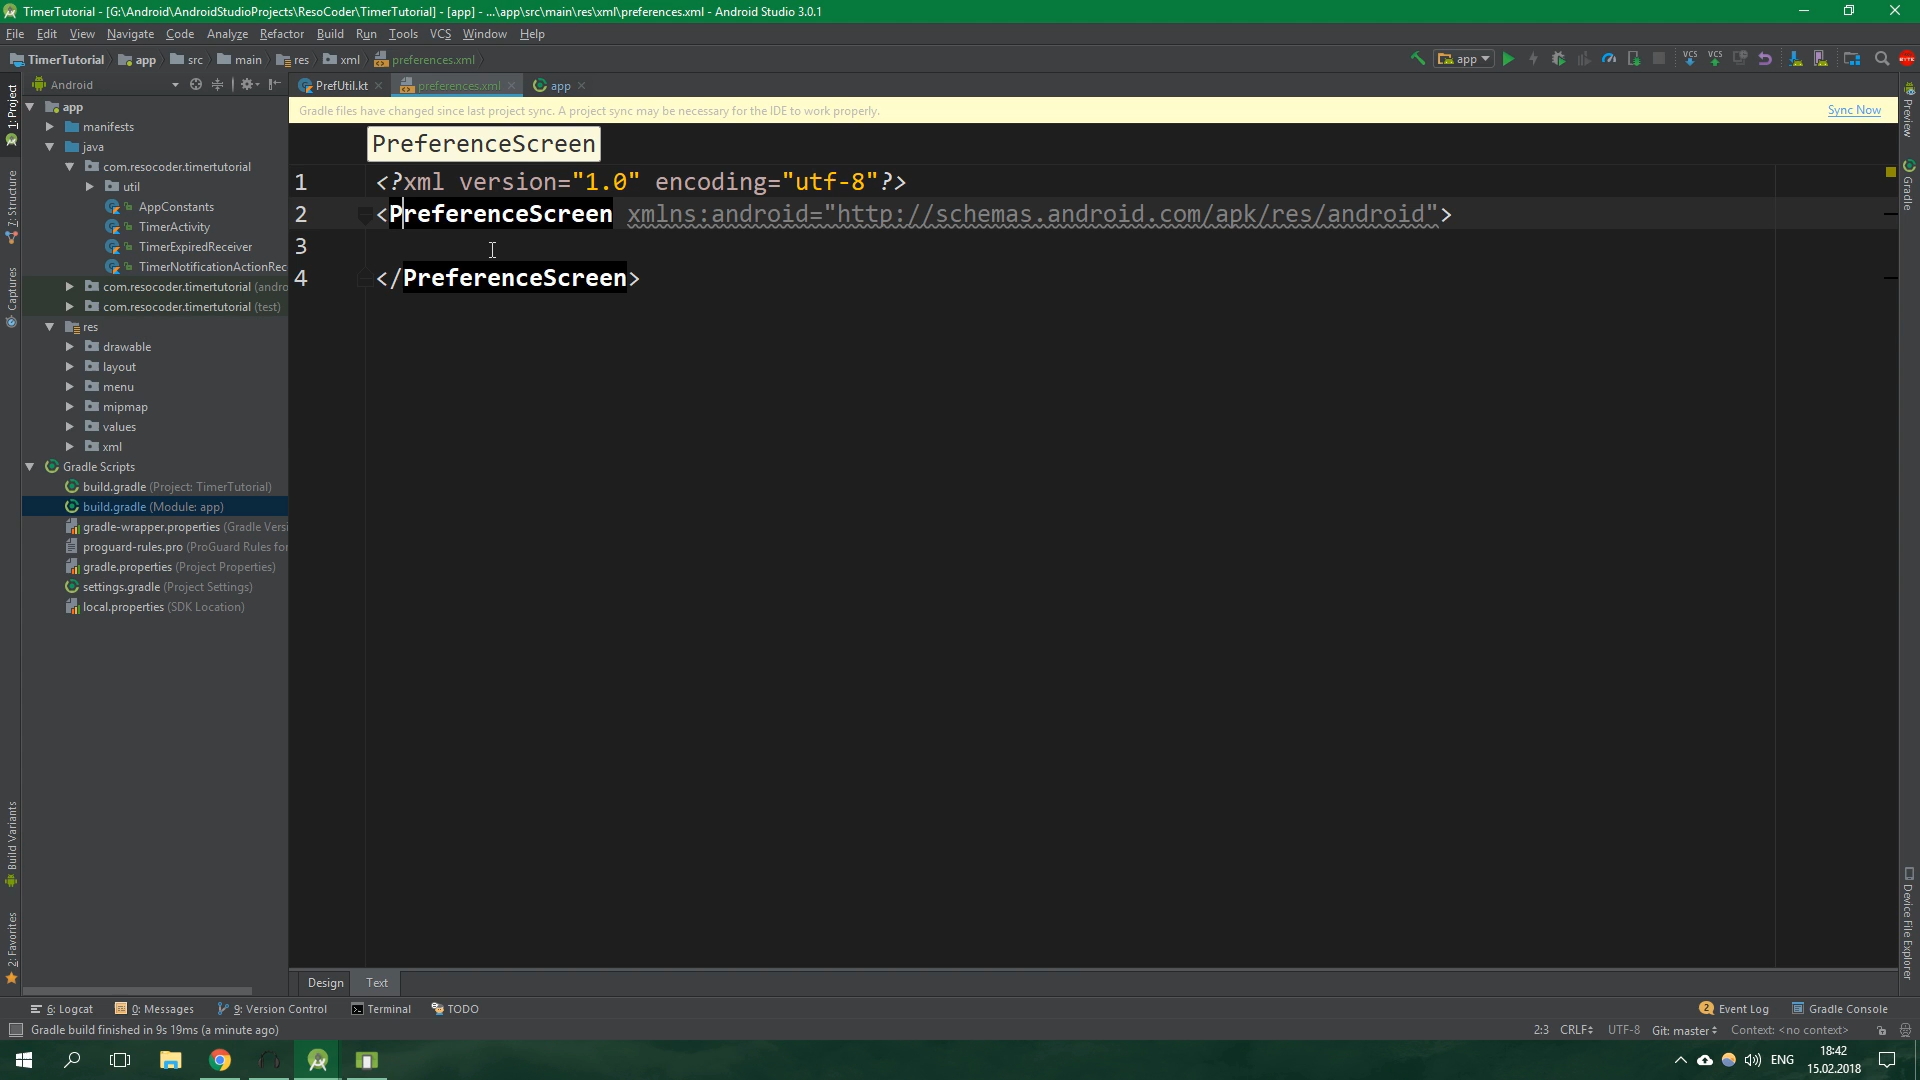 TimerTutorial - [G:\Android\AndroidStudioProjects\ResoCoder\TimerTutorial] - [app] - ...\app\src\main\res\xml\preferences.xml - Android Studio 3.0.1
File Edit View Navigate Code Analyze Refactor Build Run Tools VCS Window Help
TimerTutorial app src main res xml preferences.xml
app
VCS VCS
Android
PrefUtil.kt preferences.xml app
Gradle files have changed since last project sync. A project sync may be necessary for the IDE to work properly.
Sync Now
PreferenceScreen
1 <?xml version="1.0" encoding="utf-8"?>
2 <PreferenceScreen xmlns:android="http://schemas.android.com/apk/res/android">
3
4 </PreferenceScreen>
1: Project
7: Structure
Captures
Build Variants
2: Favorites
app
manifests
java
com.resocoder.timertutorial
util
AppConstants
TimerActivity
TimerExpiredReceiver
TimerNotificationActionRec
com.resocoder.timertutorial (andro
com.resocoder.timertutorial (test)
res
drawable
layout
menu
mipmap
values
xml
Gradle Scripts
build.gradle (Project: TimerTutorial)
build.gradle (Module: app)
gradle-wrapper.properties (Gradle Versi
proguard-rules.pro (ProGuard Rules for
gradle.properties (Project Properties)
settings.gradle (Project Settings)
local.properties (SDK Location)
Preview
Gradle
Device File Explorer
Design Text
6: Logcat 0: Messages 9: Version Control Terminal TODO
2 Event Log Gradle Console
Gradle build finished in 9s 19ms (a minute ago)
2:3 CRLF UTF-8 Git: master Context: <no context>
ENG
18:42
15.02.2018